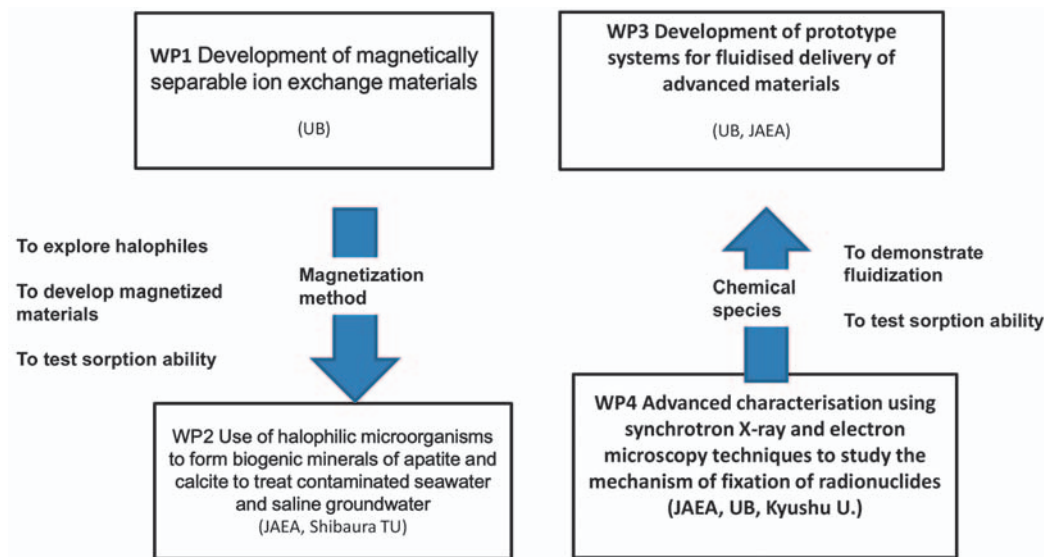 WP1 Development of magnetically
separable ion exchange materials
(UB)
WP3 Development of prototype
systems for fluidised delivery of
advanced materials
(UB, JAEA)
To explore halophiles
To develop magnetized
materials
To test sorption ability
Magnetization
method
Chemical
species
To demonstrate
fluidization
To test sorption ability
WP2 Use of halophilic microorganisms
to form biogenic minerals of apatite and
calcite to treat contaminated seawater
and saline groundwater
(JAEA, Shibaura TU)
WP4 Advanced characterisation using
synchrotron X-ray and electron
microscopy techniques to study the
mechanism of fixation of radionuclides
(JAEA, UB, Kyushu U.)